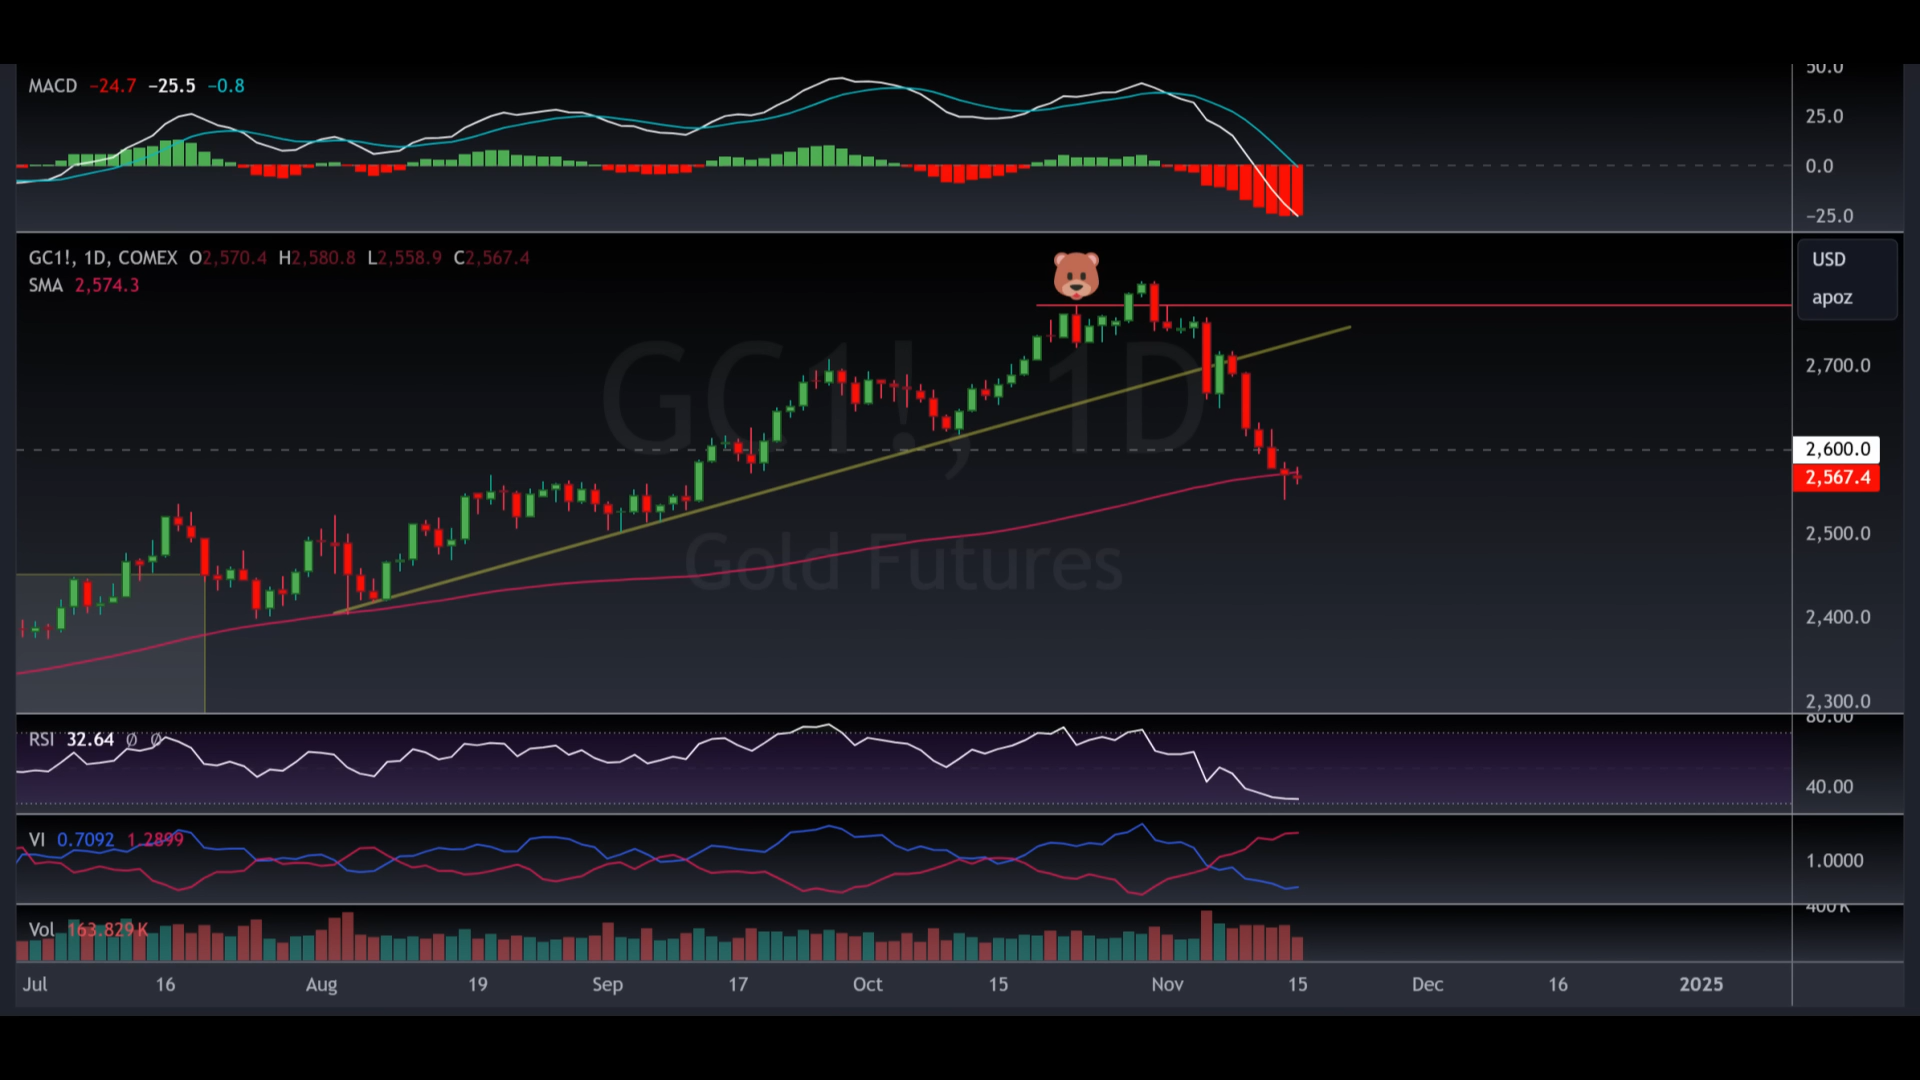 MACD −24.7 −25.5 −0.8
50.0
25.0
0.0
−25.0
GC1!, 1D, COMEX O2,570.4 H2,580.8 L2,558.9 C2,567.4
SMA 2,574.3
USD
apoz
GC1!, 1D
Gold Futures
2,700.0
2,600.0
2,567.4
2,500.0
2,400.0
2,300.0
RSI 32.64 Ø Ø
80.00
40.00
VI 0.7092 1.2899
1.0000
Vol 163.829K
400K
Jul 16 Aug 19 Sep 17 Oct 15 Nov 15 Dec 16 2025